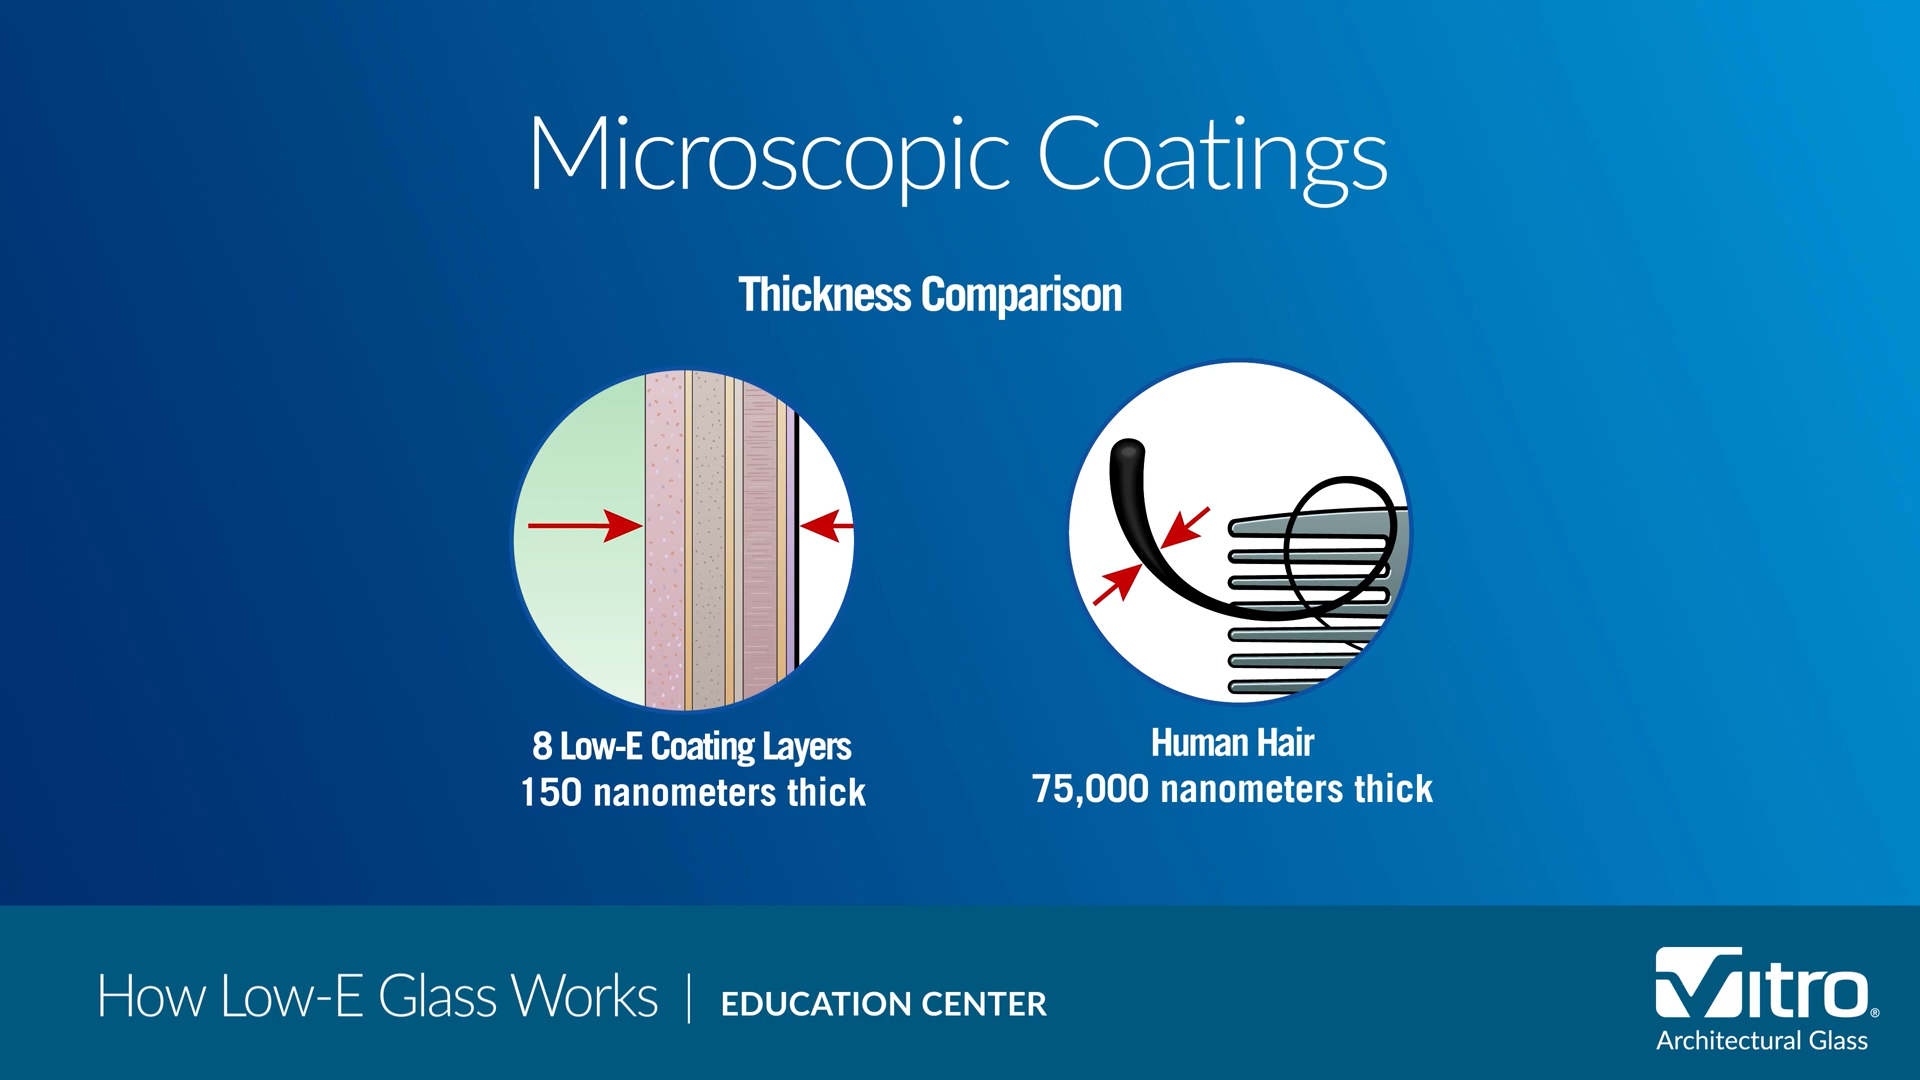 Microscopic Coatings
Thickness Comparison
8 Low-E Coating Layers
150 nanometers thick
Human Hair
75,000 nanometers thick
How Low-E Glass Works | EDUCATION CENTER
Vitro®
Architectural Glass